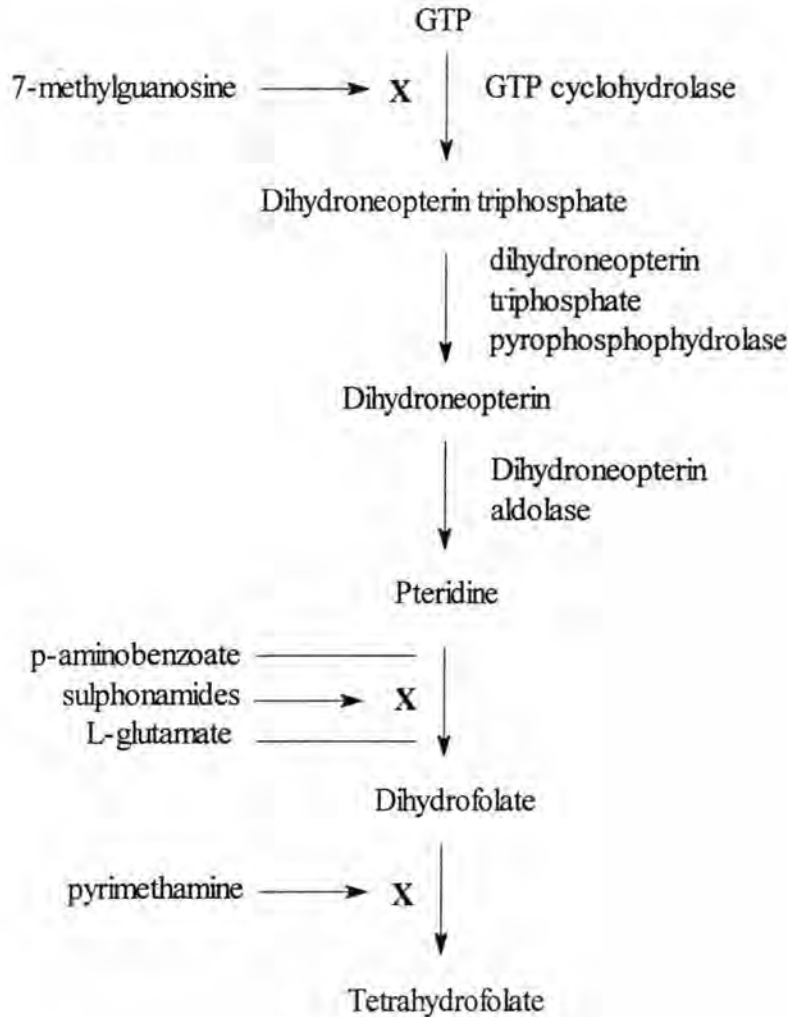 GTP
7-methylguanosine X GTP cyclohydrolase
Dihydroneopterin triphosphate
dihydroneopterin
triphosphate
pyrophosphophydrolase
Dihydroneopterin
Dihydroneopterin
aldolase
Pteridine
p-aminobenzoate
sulphonamides X
L-glutamate
Dihydrofolate
pyrimethamine X
Tetrahydrofolate